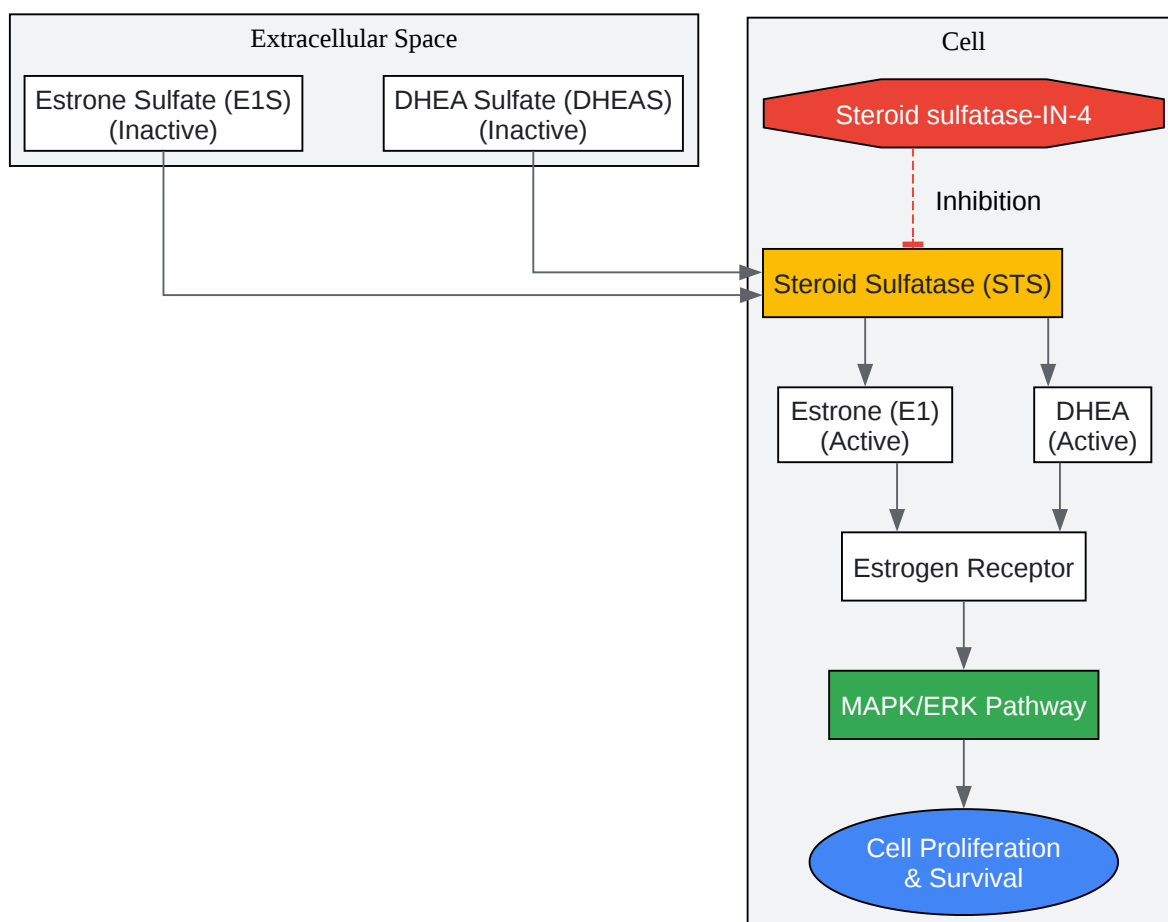 Extracellular Space
Estrone Sulfate (E1S)
(Inactive)
DHEA Sulfate (DHEAS)
(Inactive)
Cell
Steroid sulfatase-IN-4
Inhibition
Steroid Sulfatase (STS)
Estrone (E1)
(Active)
DHEA
(Active)
Estrogen Receptor
MAPK/ERK Pathway
Cell Proliferation
& Survival